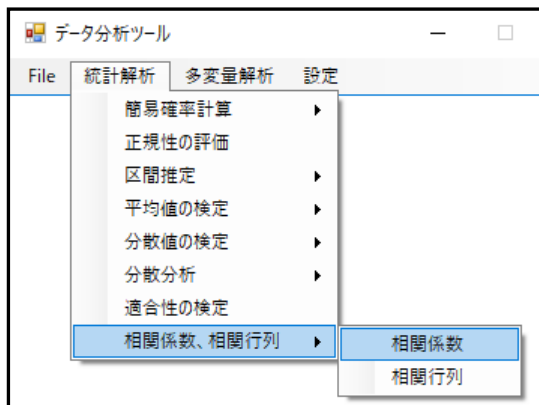 データ分析ツール
File 統計解析 多変量解析 設定
簡易確率計算
正規性の評価
区間推定
平均値の検定
分散値の検定
分散分析
適合性の検定
相関係数、相関行列
相関係数
相関行列